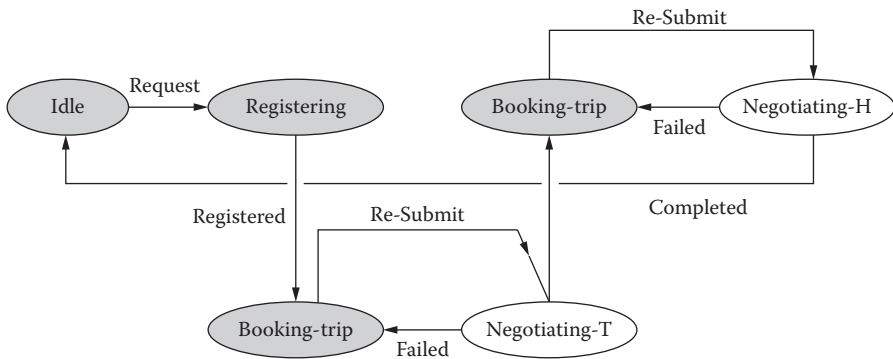 Re-Submit
Request
Idle
Registering
Booking-trip
Negotiating-H
Failed
Registered
Re-Submit
Completed
Booking-trip
Negotiating-T
Failed